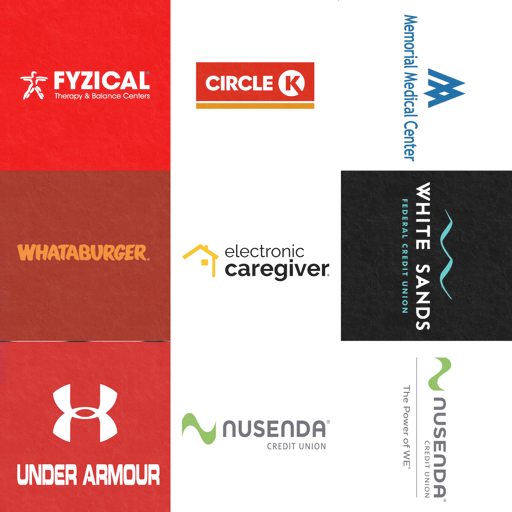 FYZICAL
Therapy & Balance Centers
CIRCLE K
Memorial Medical Center
WHATABURGER.
electronic
caregiver.
WHITE SANDS
FEDERAL CREDIT UNION
UNDER ARMOUR
NUSENDA®
CREDIT UNION
NUSENDA®
CREDIT UNION
The Power of WE®